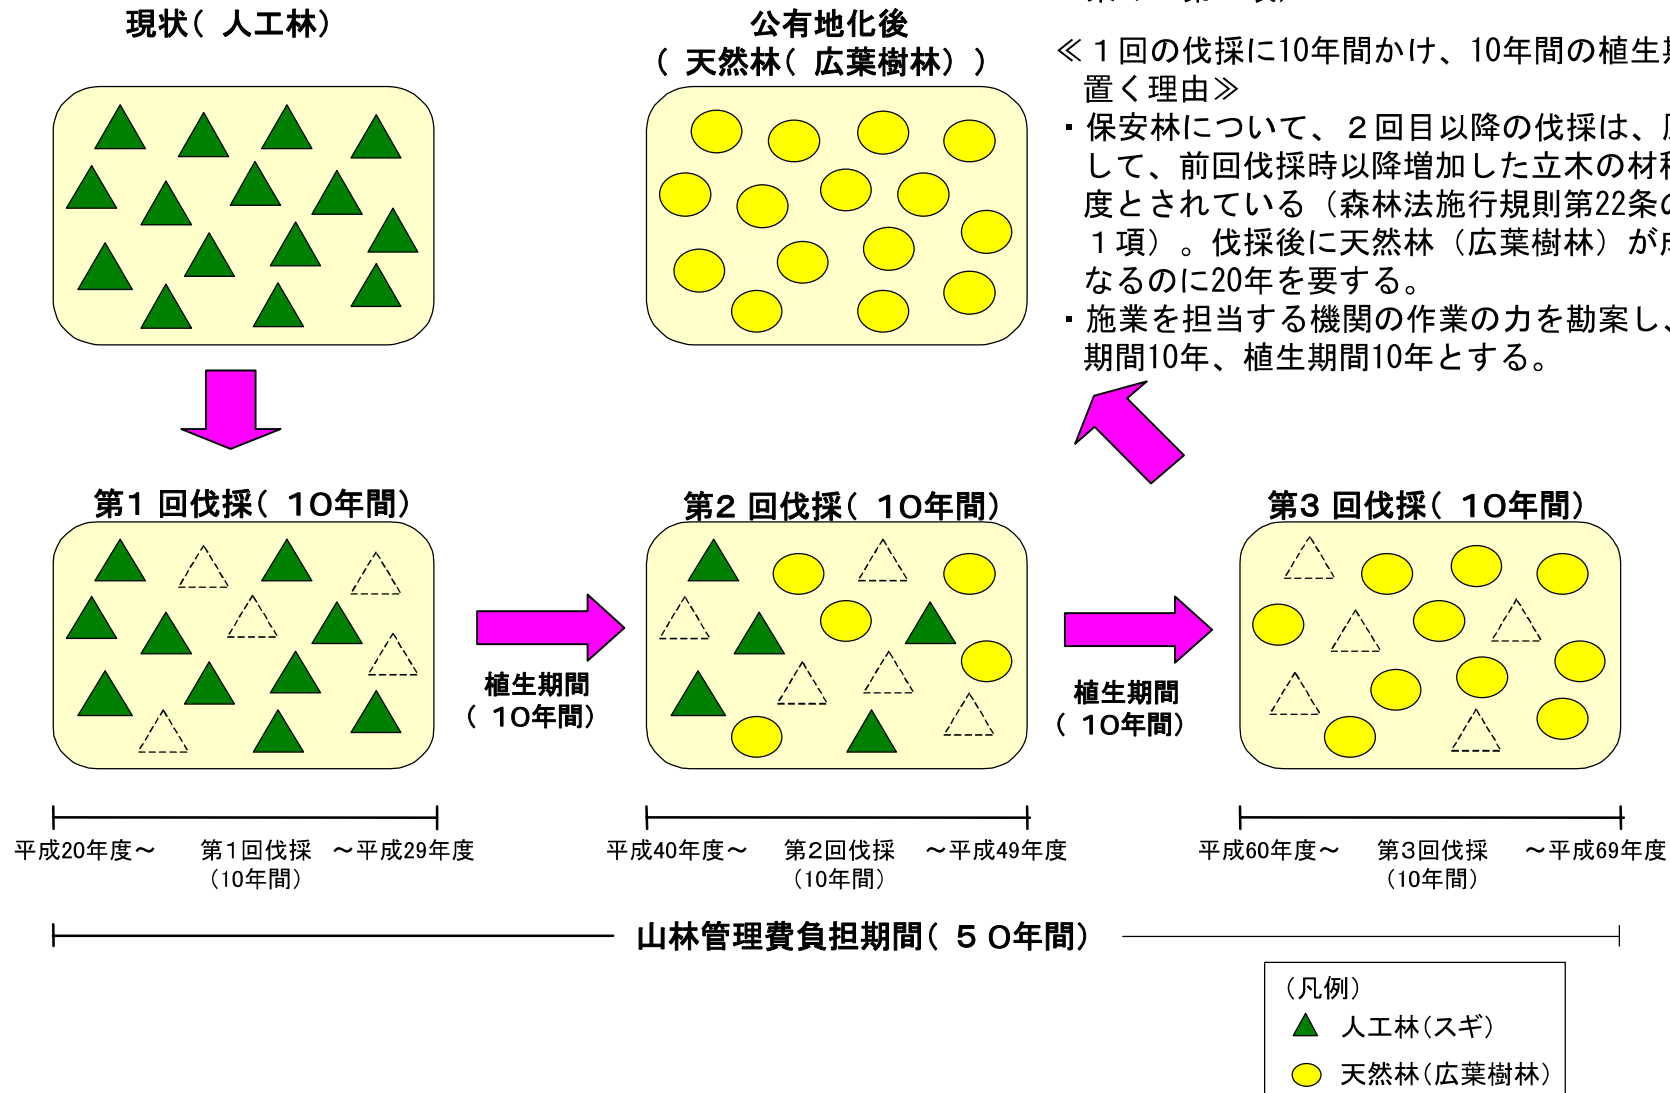 現状( 人工林)
公有地化後
( 天然林( 広葉樹林) )
≪１回の伐採に10年間かけ、10年間の植生
置く理由≫
・保安林について、２回目以降の伐採は、
して、前回伐採時以降増加した立木の材
度とされている（森林法施行規則第22条の
１項）。伐採後に天然林（広葉樹林）が
なるのに20年を要する。
・施業を担当する機関の作業の力を勘案し、
期間10年、植生期間10年とする。
第1 回伐採( 10年間)
第2 回伐採( 10年間)
第3 回伐採( 10年間)
植生期間
( 10年間)
植生期間
( 10年間)
平成20年度～ 第1回伐採 ～平成29年度
(10年間)
平成40年度～ 第2回伐採 ～平成49年度
(10年間)
平成60年度～ 第3回伐採 ～平成69年度
(10年間)
山林管理費負担期間( ５０年間)
(凡例)
人工林(スギ)
天然林(広葉樹林)